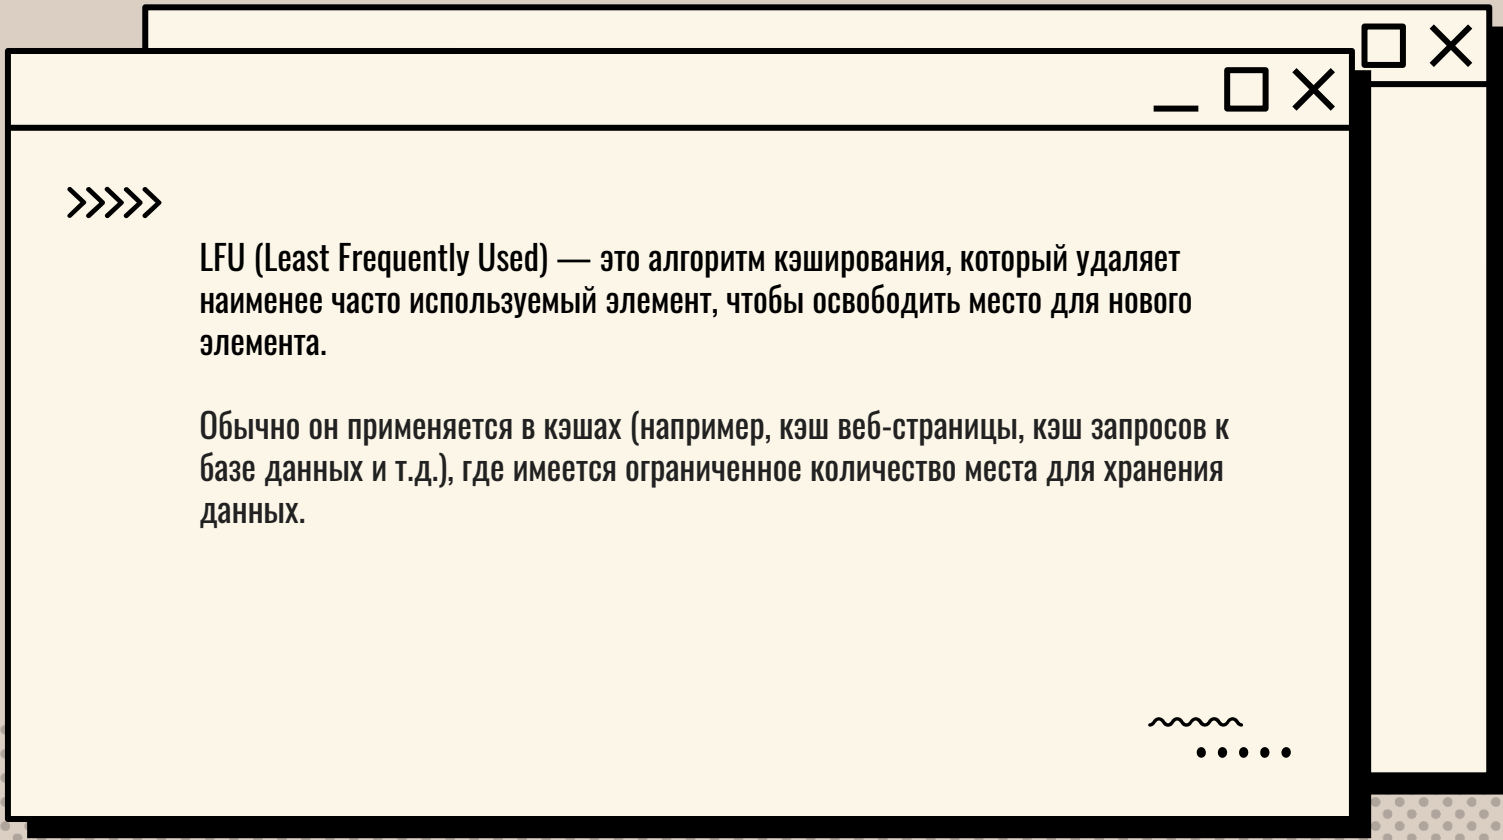 LFU (Least Frequently Used) — это алгоритм кэширования, который удаляет
наименее часто используемый элемент, чтобы освободить место для нового
элемента.
Обычно он применяется в кэшах (например, кэш веб-страницы, кэш запросов к
базе данных и т.д.), где имеется ограниченное количество места для хранения
данных.